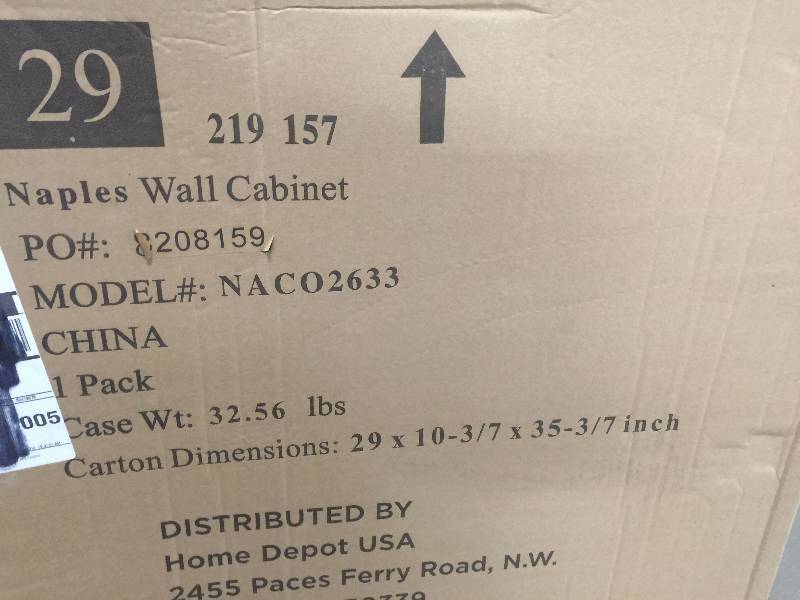 29
219 157
Naples Wall Cabinet
PO#: 8208159
MODEL#: NACO2633
CHINA
1 Pack
Case Wt: 32.56 lbs
005
Carton Dimensions: 29 x 10-3/7 x 35-3/7 inch
DISTRIBUTED BY
Home Depot USA
2455 Paces Ferry Road, N.W.